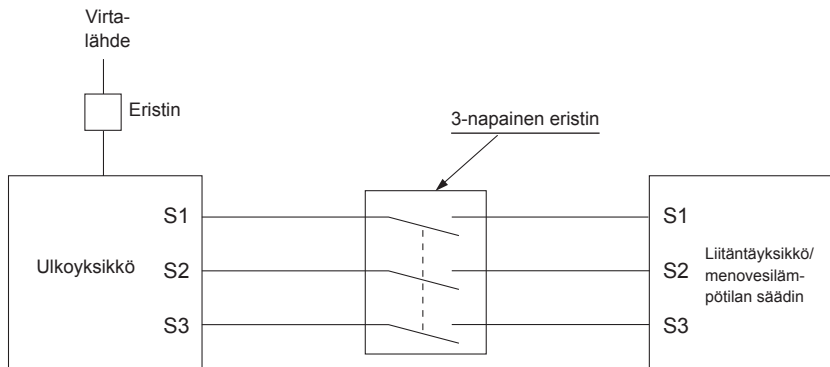 Virta-
lähde
Eristin
3-napainen eristin
Ulkoyksikkö
S1
S2
S3
S1
S2
S3
Liitäntäyksikkö/
menovesiläm-
pötilan säädin